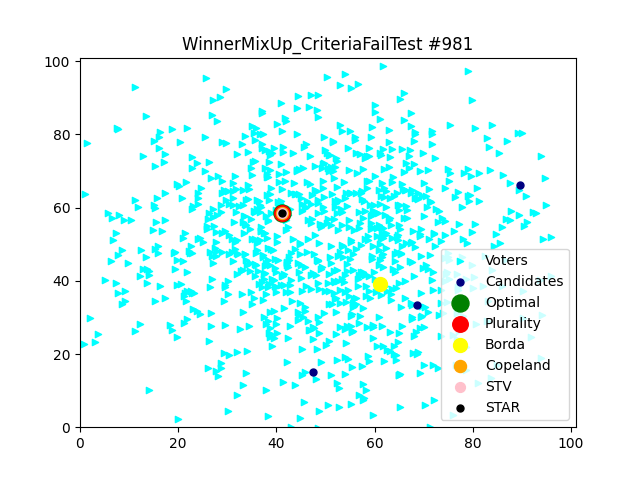 WinnerMixUp_CriteriaFailTest #981
100
80
60
40
20
0
0 20 40 60 80 100
Voters
Candidates
Optimal
Plurality
Borda
Copeland
STV
STAR